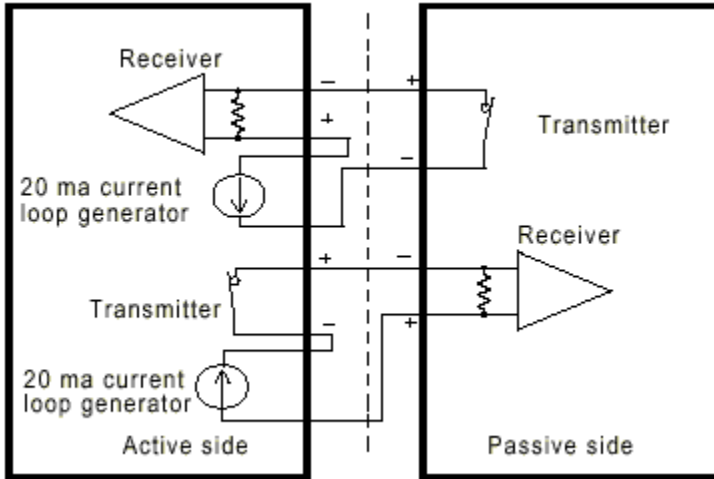 Receiver
− +
+
Transmitter
−
20 ma current
loop generator
Receiver
+ −
Transmitter
− +
20 ma current
loop generator
Active side
Passive side